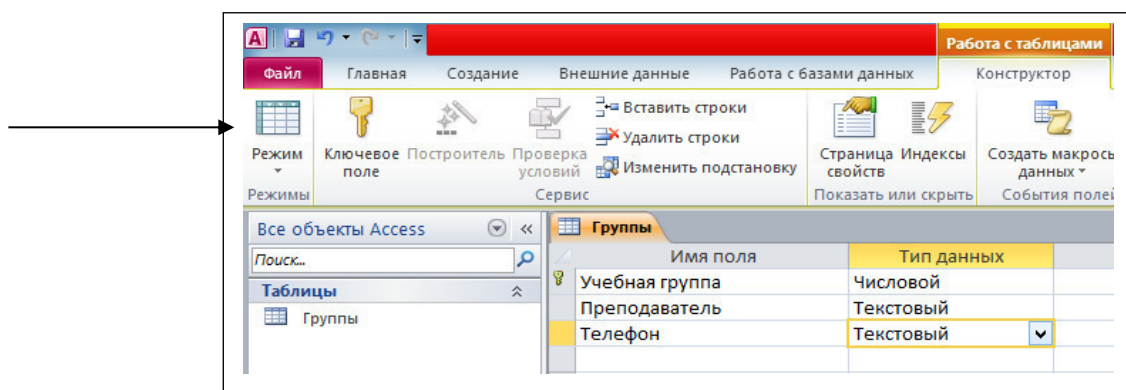 A
Работа с таблицами
Файл Главная Создание Внешние данные Работа с базами данных Конструктор
Режим
Ключевое поле
Построитель
Проверка условий
Вставить строки
Удалить строки
Изменить подстановку
Страница свойств
Индексы
Создать макросы данных
Режимы Сервис Показать или скрыть События полей
Все объекты Access
Поиск...
Таблицы
Группы
Группы
Имя поля Тип данных
Учебная группа Числовой
Преподаватель Текстовый
Телефон Текстовый